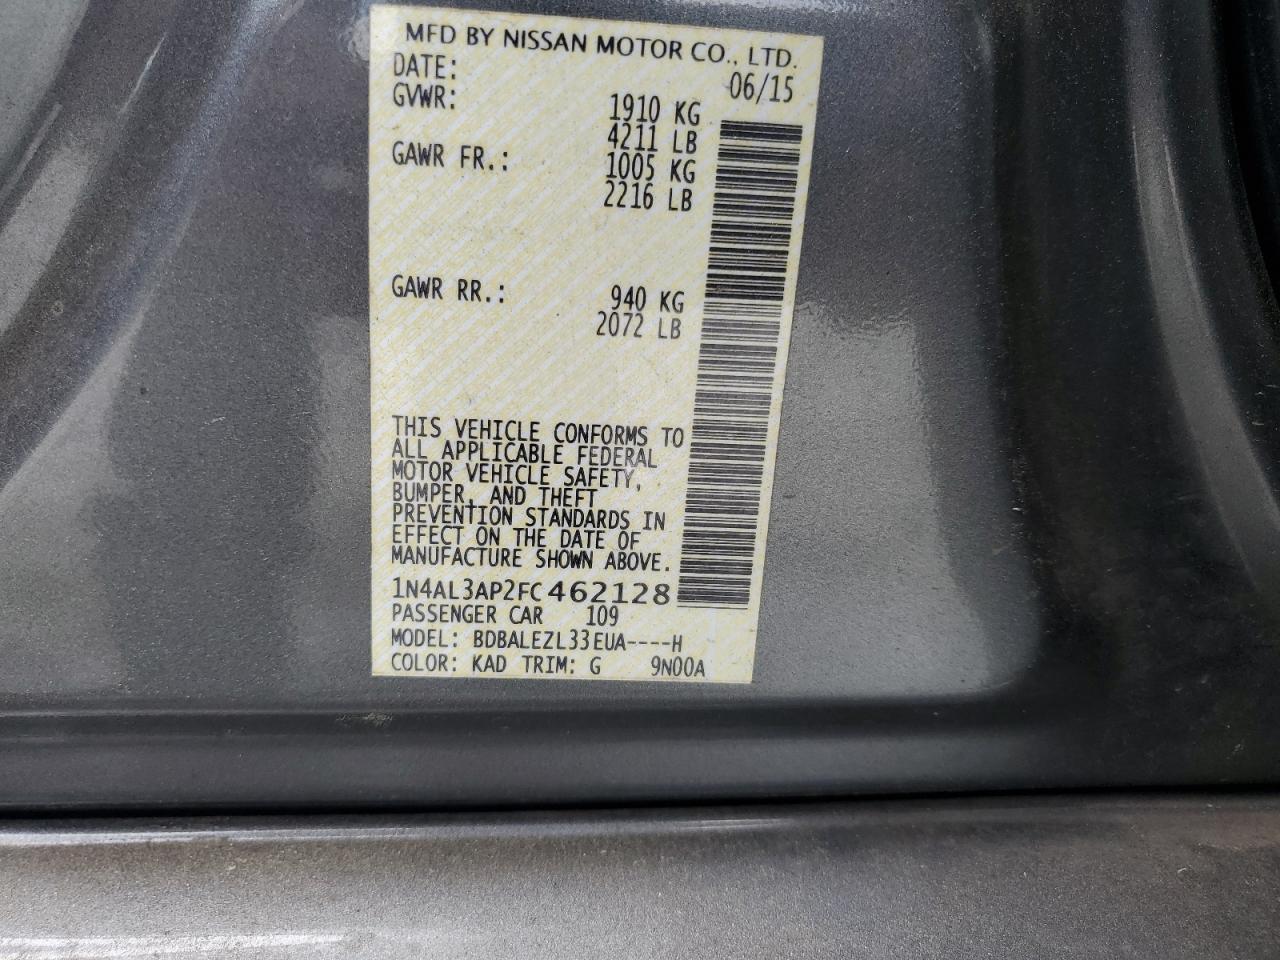 MFD BY NISSAN MOTOR CO., LTD.
DATE: 06/15
GVWR: 1910 KG
4211 LB
GAWR FR.: 1005 KG
2216 LB
GAWR RR.: 940 KG
2072 LB
THIS VEHICLE CONFORMS TO
ALL APPLICABLE FEDERAL
MOTOR VEHICLE SAFETY,
BUMPER, AND THEFT
PREVENTION STANDARDS IN
EFFECT ON THE DATE OF
MANUFACTURE SHOWN ABOVE.
1N4AL3AP2FC462128
PASSENGER CAR 109
MODEL: BDBALEZL33EUA----H
COLOR: KAD TRIM: G 9N00A